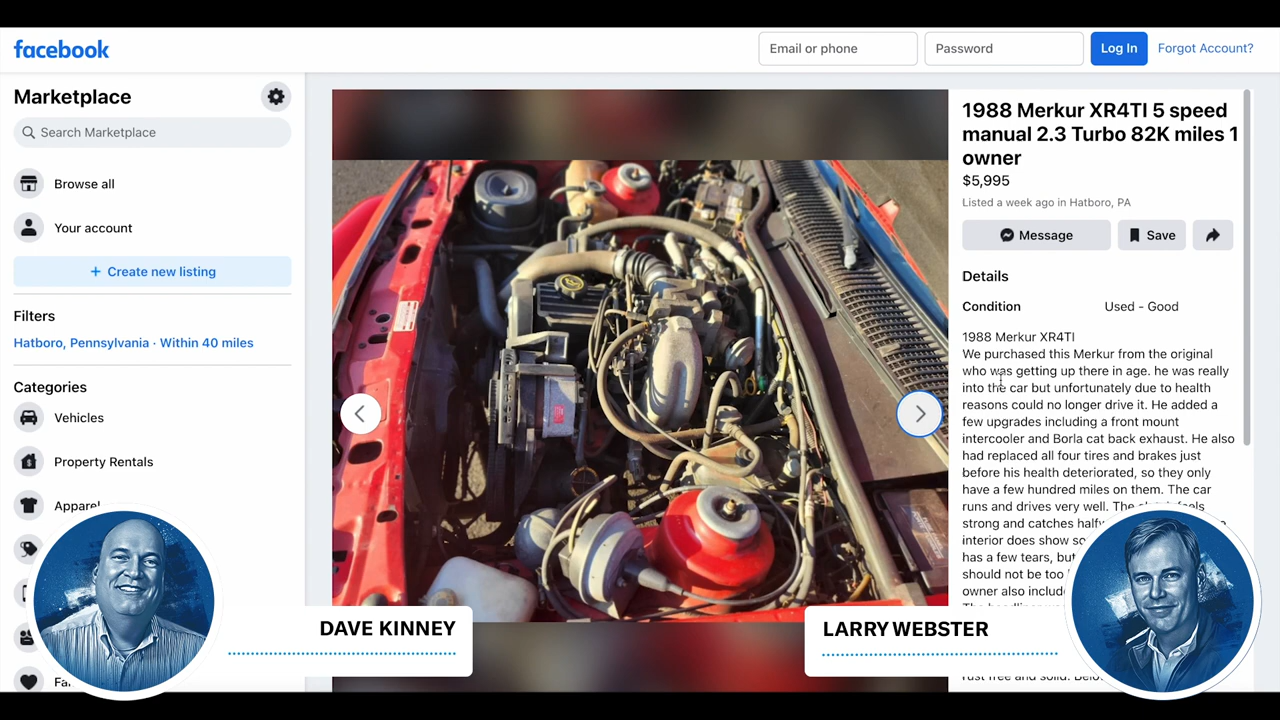 facebook
Email or phone
Password
Log In
Forgot Account?
Marketplace
Search Marketplace
Browse all
Your account
+ Create new listing
Filters
Hatboro, Pennsylvania · Within 40 miles
Categories
Vehicles
Property Rentals
Apparel
1988 Merkur XR4TI 5 speed
manual 2.3 Turbo 82K miles 1
owner
$5,995
Listed a week ago in Hatboro, PA
Message
Save
Details
Condition
Used - Good
1988 Merkur XR4TI
We purchased this Merkur from the original
who was getting up there in age. he was really
into the car but unfortunately due to health
reasons could no longer drive it. He added a
few upgrades including a front mount
intercooler and Borla cat back exhaust. He also
had replaced all four tires and brakes just
before his health deteriorated, so they only
have a few hundred miles on them. The car
runs and drives very well. The feels
strong and catches
interior does show
has a few tears, but
should not be too
owner also
The
rust free and solid.
DAVE KINNEY
LARRY WEBSTER